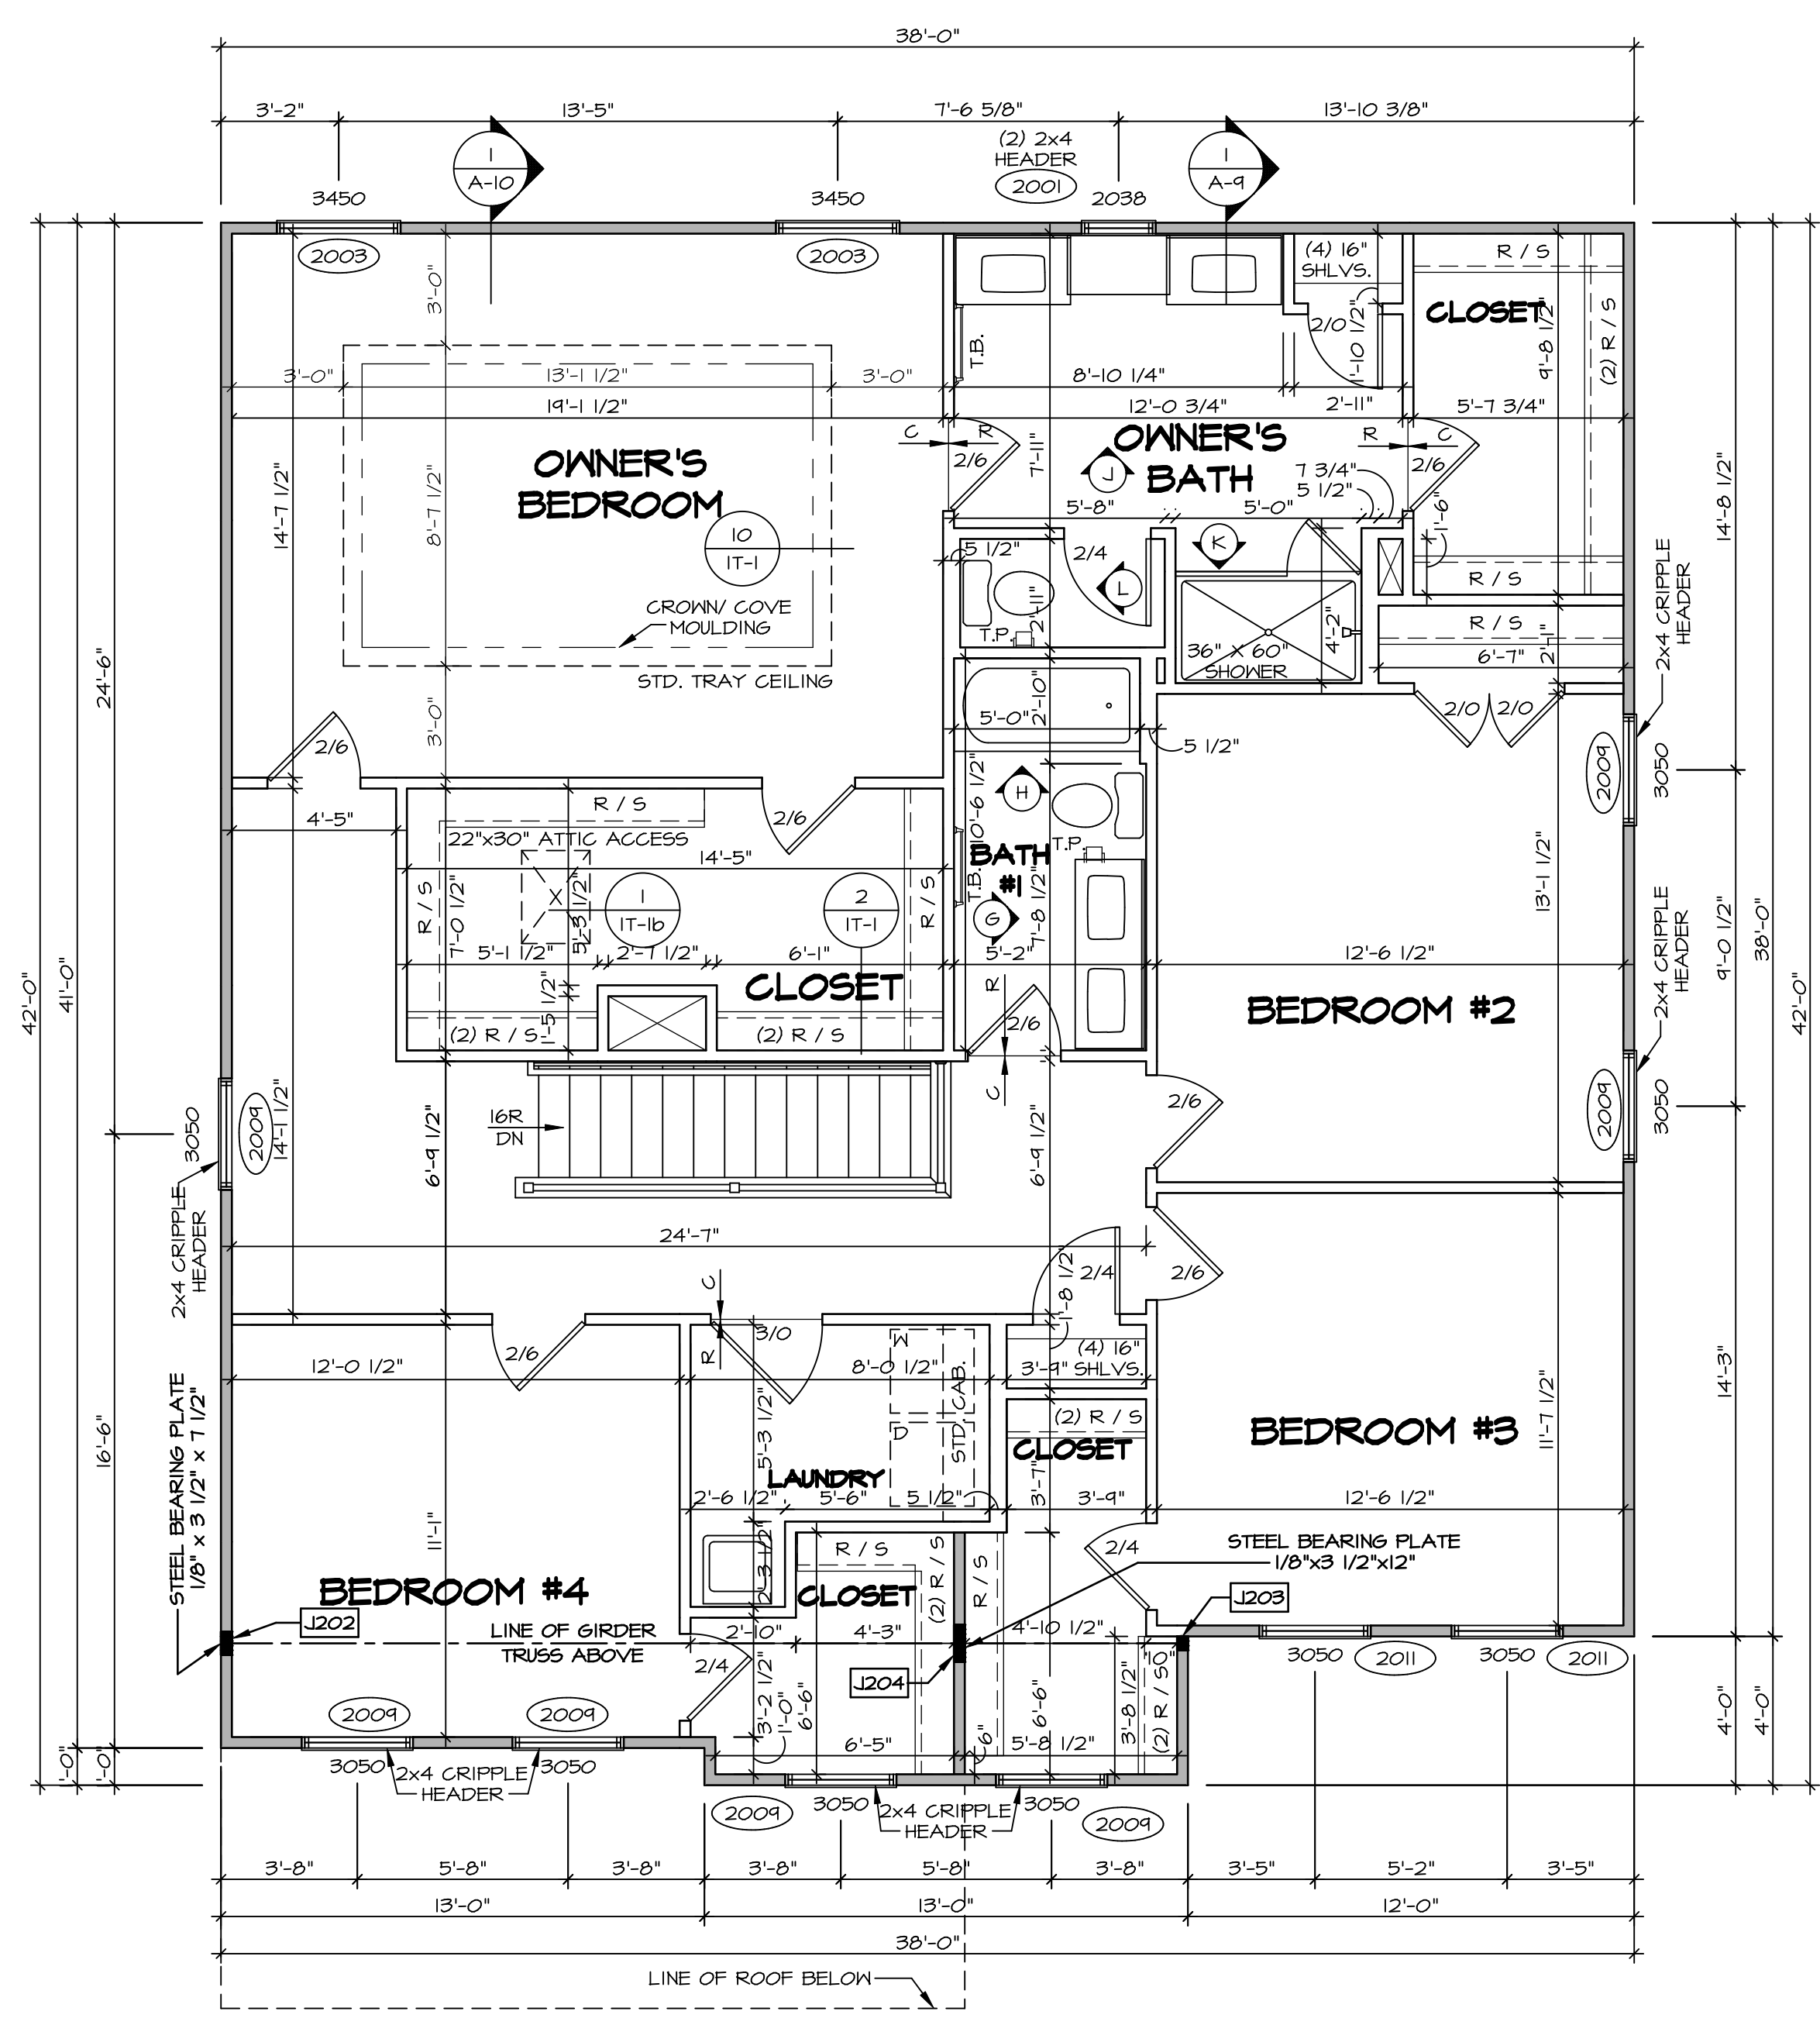 38'-0"
3'-2"
13'-5"
7'-6 5/8"
13'-10 3/8"
(2) 2x4
HEADER
2001
1
A-10
1
A-9
3450
3450
2038
2003
2003
(4) 16"
SHLVS.
R / S
CLOSET
(2) R / S
9'-8 1/2"
2/0
1'-10 1/2"
T.B.
3'-0"
3'-0"
13'-1 1/2"
3'-0"
8'-10 1/4"
19'-1 1/2"
12'-0 3/4"
2'-11"
5'-7 3/4"
C
R
2/6
7'-11"
OWNER'S
BATH
J
R
C
2/6
7 3/4"
5 1/2"
OWNER'S
BEDROOM
14'-7 1/2"
8'-7 1/2"
10
IT-1
5'-8"
5'-0"
1'-6"
K
5 1/2"
2/4
L
2'-11"
T.P.
R / S
R / S
CROWN/ COVE
MOULDING
STD. TRAY CEILING
36" X 60"
SHOWER
4'-2"
6'-7"
2'-1"
14'-8 1/2"
2x4 CRIPPLE
HEADER
24'-6"
3'-0"
2/6
5'-0"
2'-10"
5 1/2"
2/0
2/0
2009
3050
4'-5"
R / S
22"x30" ATTIC ACCESS
2/6
14'-5"
10'-6 1/2"
H
T.P.
BATH
#1
T.B.
G
7'-8 1/2"
R / S
7'-0 1/2"
5'-3 1/2"
1
IT-1b
2
IT-1
R / S
13'-1 1/2"
5'-1 1/2"
2'-7 1/2"
6'-1"
5'-2"
12'-6 1/2"
CLOSET
1'-5 1/2"
(2) R / S
(2) R / S
R
2/6
C
BEDROOM #2
2x4 CRIPPLE
HEADER
9'-0 1/2"
38'-0"
42'-0"
42'-0"
41'-0"
2009
3050
3050
2009
14'-1 1/2"
6'-9 1/2"
16R
DN
6'-9 1/2"
2/6
2x4 CRIPPLE
HEADER
24'-7"
C
R
3/0
1'-8 1/2"
2/4
2/6
2/6
W
12'-0 1/2"
8'-0 1/2"
(4) 16"
3'-9" SHLVS.
STD. CAB.
D
5'-3 1/2"
(2) R / S
CLOSET
BEDROOM #3
11'-7 1/2"
14'-3"
STEEL BEARING PLATE
1/8" x 3 1/2" x 7 1/2"
16'-6"
LAUNDRY
2'-6 1/2"
5'-6"
5 1/2"
3'-7"
3'-9"
12'-6 1/2"
11'-1"
2'-3 1/2"
R / S
(2) R / S
R / S
2/4
STEEL BEARING PLATE
1/8"x3 1/2"x12"
BEDROOM #4
CLOSET
J202
J203
LINE OF GIRDER
TRUSS ABOVE
2'-10"
4'-3"
4'-10 1/2"
10"
2/4
J204
3'-2 1/2"
1'-0"
6'-6"
6'-6"
3'-8 1/2"
(2) R / S
3050
2011
3050
2011
4'-0"
4'-0"
2009
2009
6'-5"
6"
5'-8 1/2"
1'-0"
1'-0"
3050
2x4 CRIPPLE
HEADER
3050
2009
3050
2x4 CRIPPLE
HEADER
3050
2009
3'-8"
5'-8"
3'-8"
3'-8"
5'-8"
3'-8"
3'-5"
5'-2"
3'-5"
13'-0"
13'-0"
12'-0"
38'-0"
LINE OF ROOF BELOW